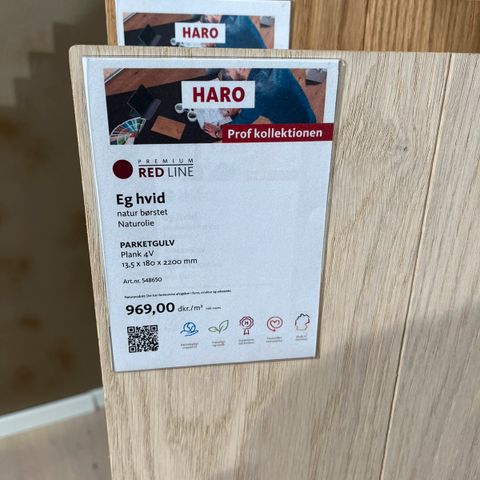 HARO
HARO
Prof kollektionen
PREMIUM
RED LINE
Eg hvid
natur børstet
Naturolie
PARKETGULV
Plank 4V
13,5 x 180 x 2200 mm
Art.nr. 548650
969,00 dkr./m²